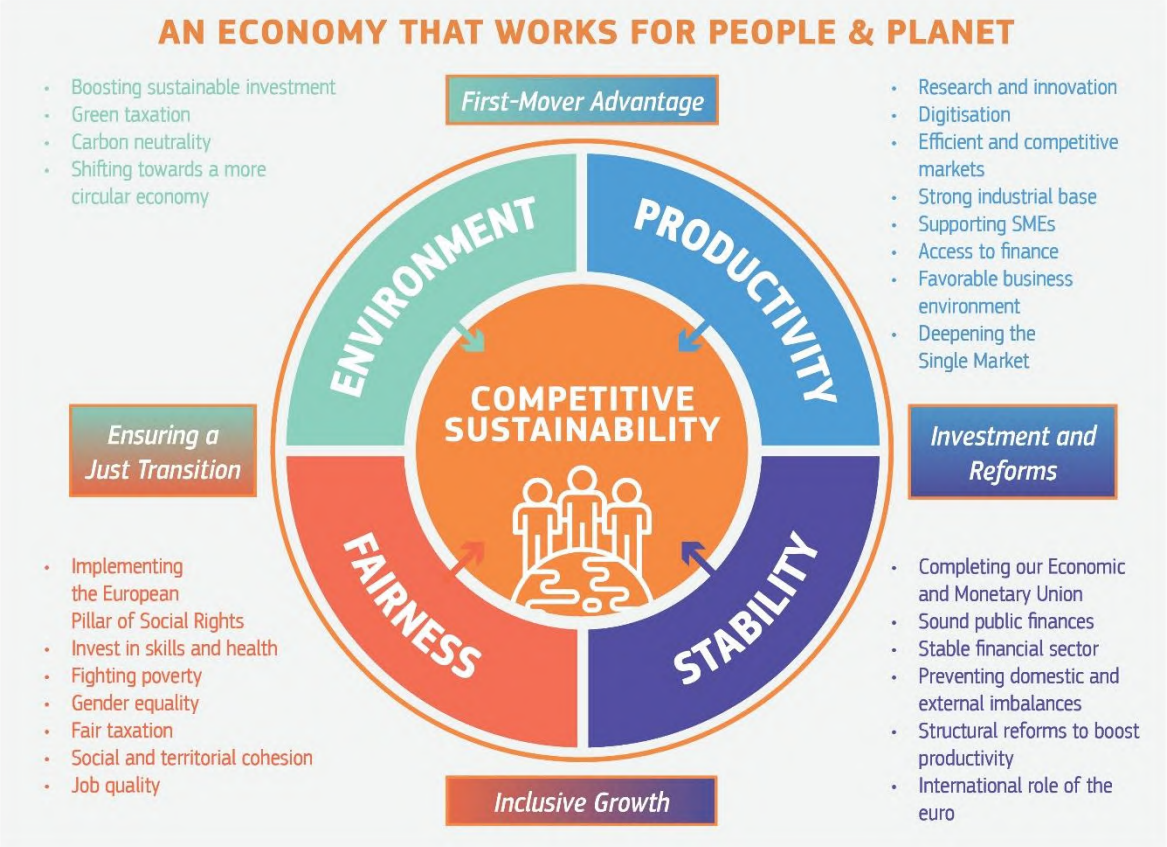 AN ECONOMY THAT WORKS FOR PEOPLE & PLANET
• Boosting sustainable investment
• Green taxation
• Carbon neutrality
• Shifting towards a more
circular economy
First-Mover Advantage
• Research and innovation
• Digitisation
• Efficient and competitive
markets
• Strong industrial base
• Supporting SMEs
• Access to finance
• Favorable business
environment
• Deepening the
Single Market
ENVIRONMENT
PRODUCTIVITY
COMPETITIVE
SUSTAINABILITY
Ensuring a
Just Transition
Investment and
Reforms
FAIRNESS
STABILITY
• Implementing
the European
Pillar of Social Rights
• Invest in skills and health
• Fighting poverty
• Gender equality
• Fair taxation
• Social and territorial cohesion
• Job quality
• Completing our Economic
and Monetary Union
• Sound public finances
• Stable financial sector
• Preventing domestic and
external imbalances
• Structural reforms to boost
productivity
• International role of the
euro
Inclusive Growth